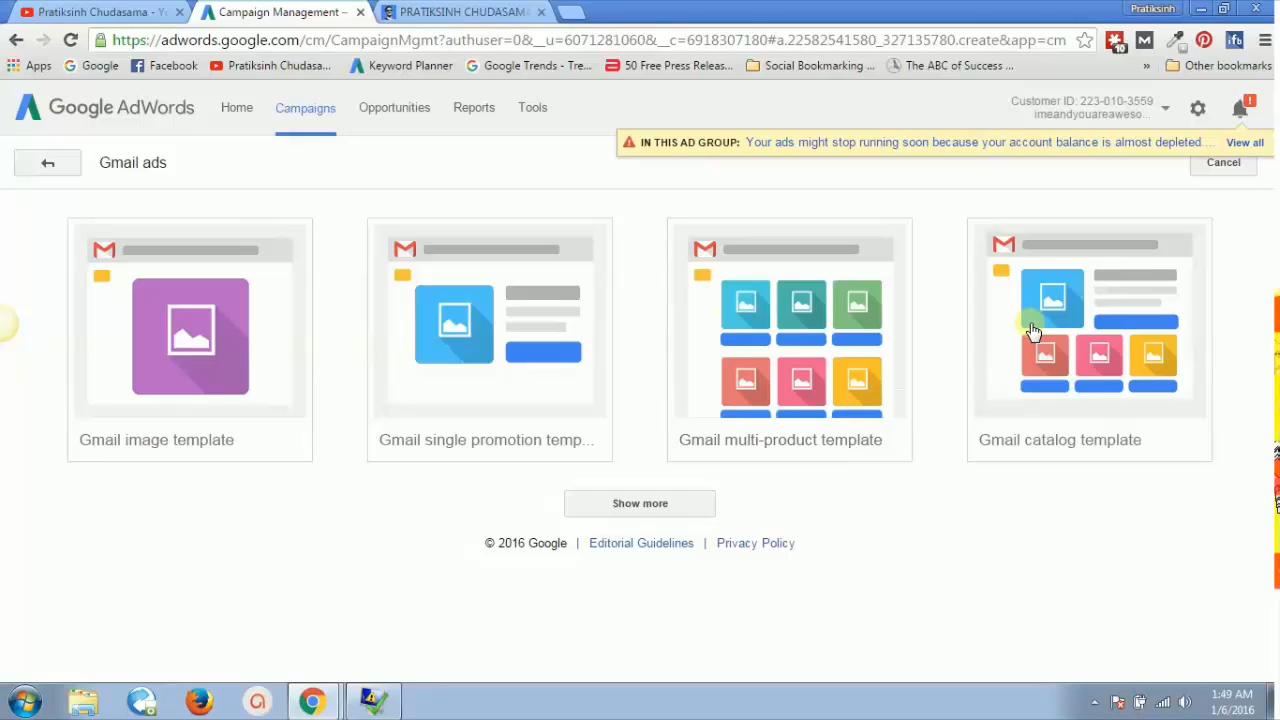 Pratiksinh Chudasama - Yo
Campaign Management –
PRATIKSINH CHUDASAMA
Pratiksinh
https://adwords.google.com/cm/CampaignMgmt?authuser=0&__u=6071281060&__c=6918307180#a.22582541580_327135780.create&app=cm
10
ifb
Apps
Google
Facebook
Pratiksinh Chudasa...
Keyword Planner
Google Trends - Tre...
50 Free Press Releas...
Social Bookmarking ...
The ABC of Success ...
»
Other bookmarks
Google AdWords
Home
Campaigns
Opportunities
Reports
Tools
Customer ID: 223-010-3559
imeandyouareaweso...
IN THIS AD GROUP: Your ads might stop running soon because your account balance is almost depleted.... View all
Gmail ads
Cancel
Gmail image template
Gmail single promotion temp...
Gmail multi-product template
Gmail catalog template
Show more
© 2016 Google | Editorial Guidelines | Privacy Policy
1:49 AM
1/6/2016